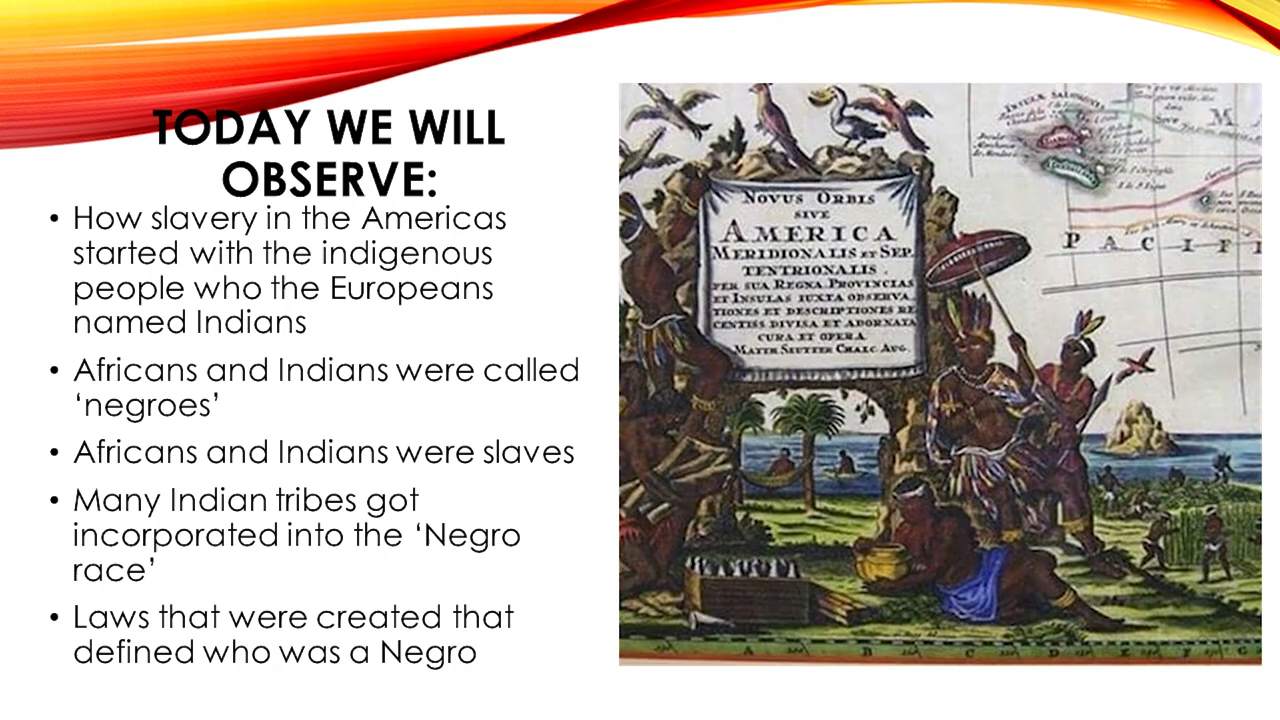 TODAY WE WILL
OBSERVE:
• How slavery in the Americas
started with the indigenous
people who the Europeans
named Indians
• Africans and Indians were called
‘negroes’
• Africans and Indians were slaves
• Many Indian tribes got
incorporated into the ‘Negro
race’
• Laws that were created that
defined who was a Negro
NOVUS ORBIS
SIVE
AMERICA
MERIDIONALIS ET SEP.
TENTRIONALIS.
PER SUA REGNA, PROVINCIAS
ET INSULAS IUXTA OBSERVA
TIONES ET DESCRIPTIONES RE
CENTISS DIVISA ET ADORNATA
CURA ET OPERA
MATTH. SEUTTER CHALC. AUG.
PACIFI
M
A B C D E F G